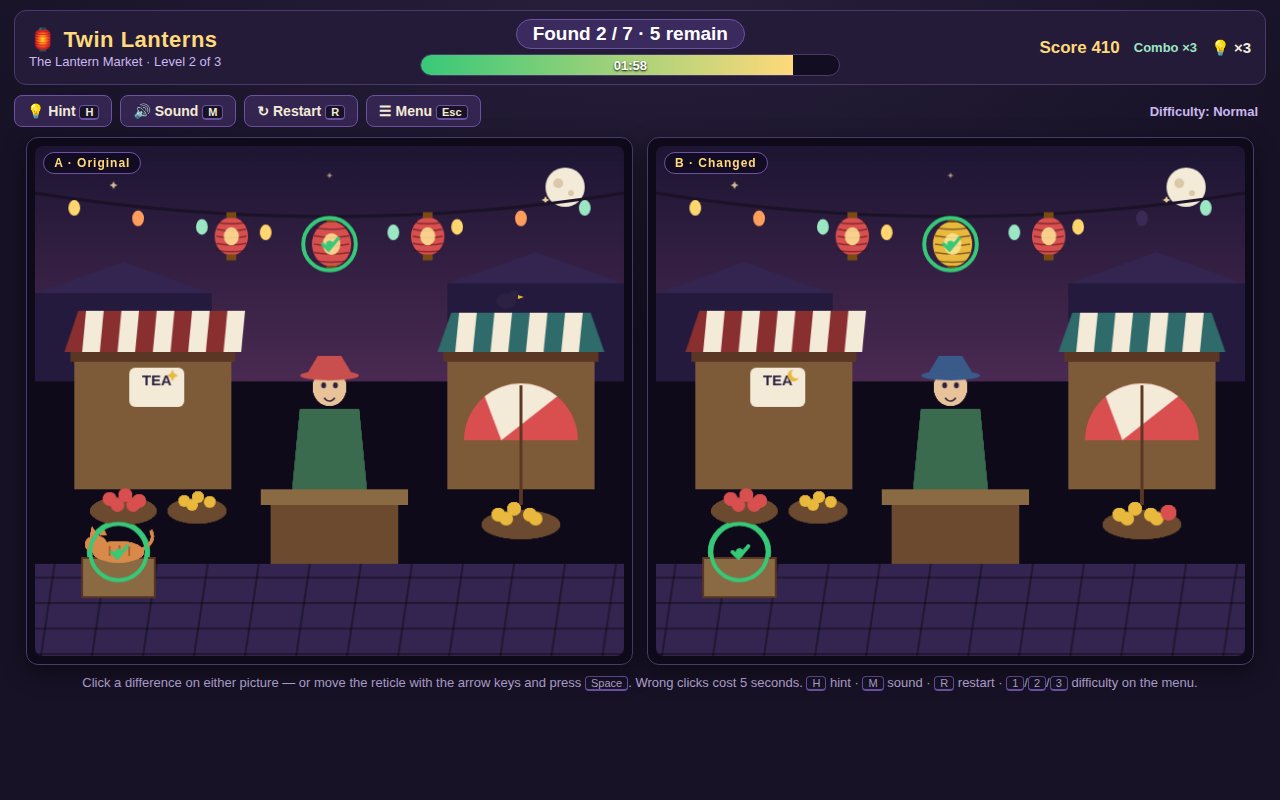 🏮 Twin Lanterns
The Lantern Market · Level 2 of 3
Found 2 / 7 · 5 remain
01:58
Score 410 Combo ×3 💡 ×3
💡 Hint H 🔊 Sound M ↻ Restart R ☰ Menu Esc
Difficulty: Normal
A · Original
B · Changed
TEA
TEA
Click a difference on either picture — or move the reticle with the arrow keys and press Space. Wrong clicks cost 5 seconds. H hint · M sound · R restart · 1/2/3 difficulty on the menu.